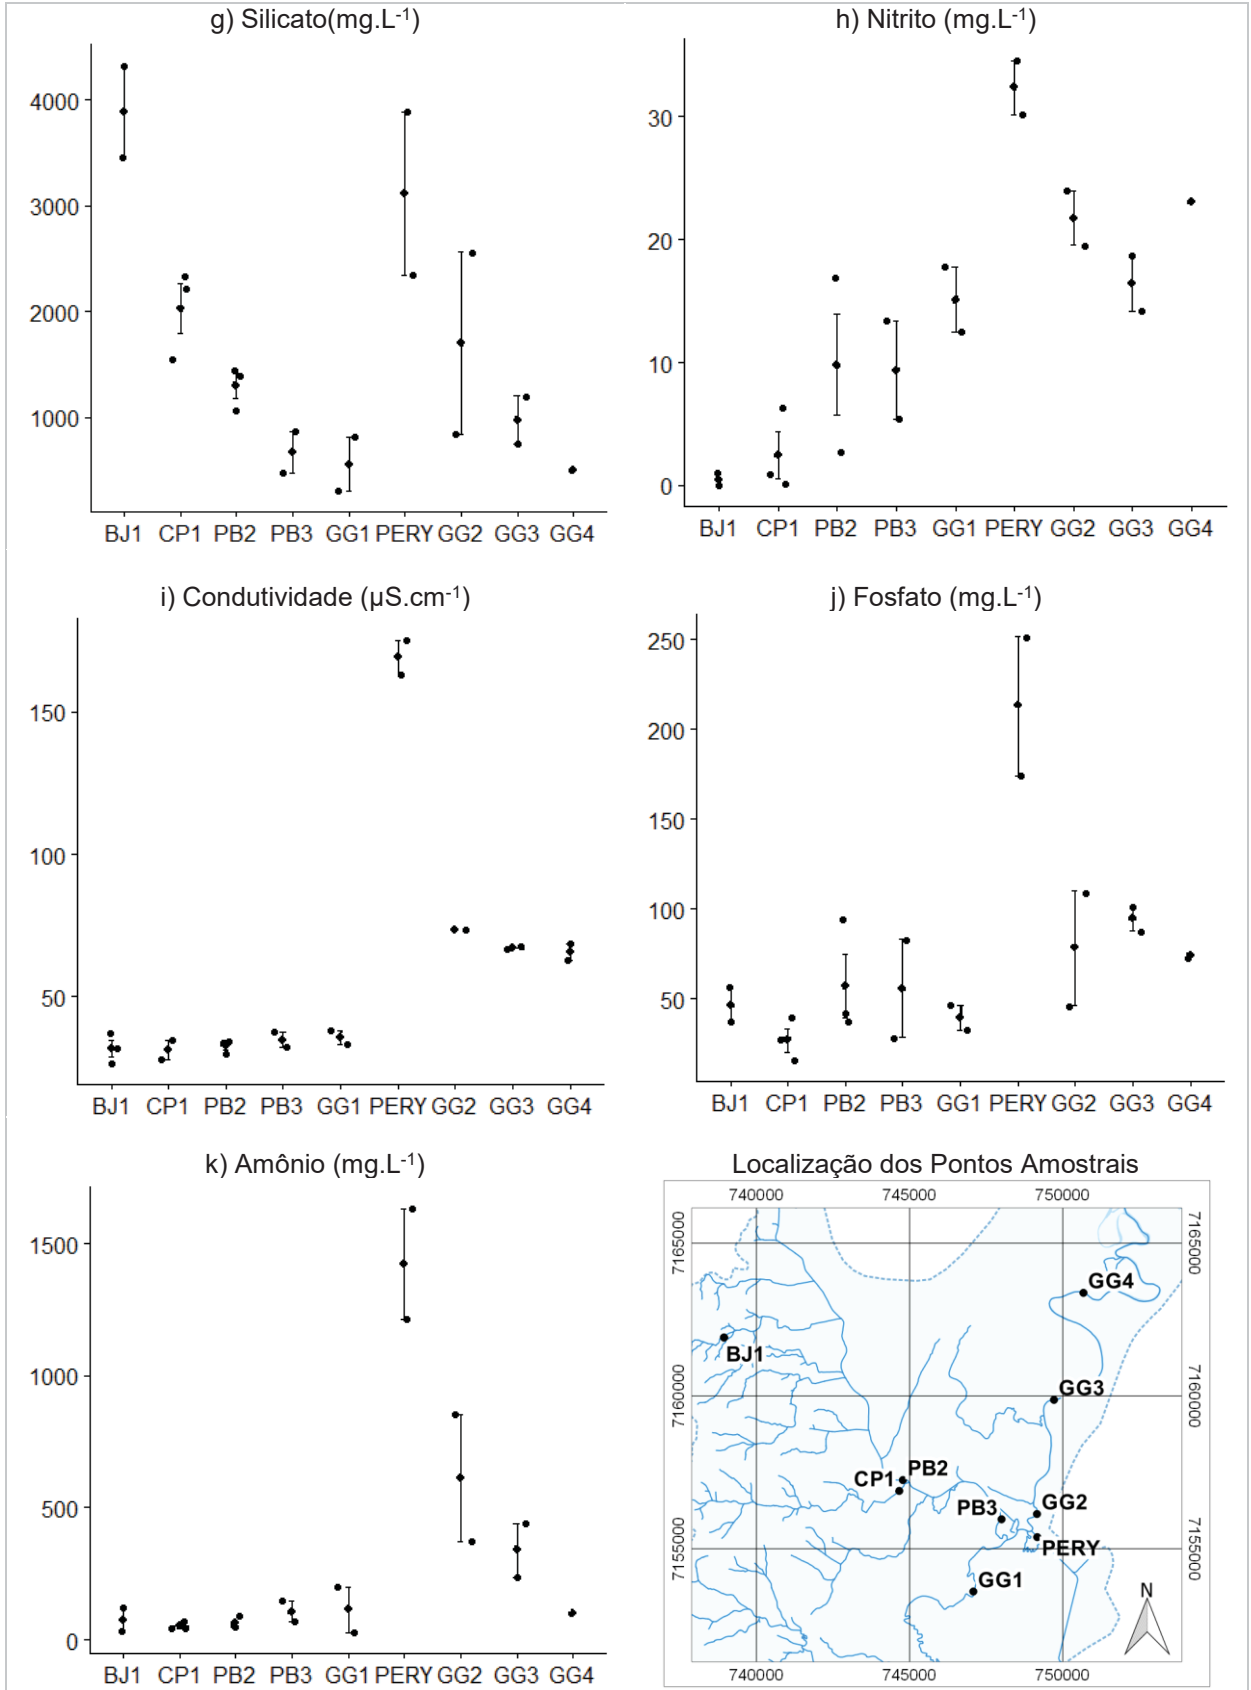 g) Silicato(mg.L-1)
4000
3000
2000
1000
BJ1 CP1 PB2 PB3 GG1 PERY GG2 GG3 GG4
h) Nitrito (mg.L-1)
30
20
10
0
BJ1 CP1 PB2 PB3 GG1 PERY GG2 GG3 GG4
i) Condutividade (µS.cm-1)
150
100
50
BJ1 CP1 PB2 PB3 GG1 PERY GG2 GG3 GG4
j) Fosfato (mg.L-1)
250
200
150
100
50
BJ1 CP1 PB2 PB3 GG1 PERY GG2 GG3 GG4
k) Amônio (mg.L-1)
1500
1000
500
0
BJ1 CP1 PB2 PB3 GG1 PERY GG2 GG3 GG4
Localização dos Pontos Amostrais
740000 745000 750000
7165000 7165000
GG4
BJ1
GG3
7160000 7160000
CP1 PB2
PB3 GG2
7155000 PERY 7155000
GG1
N
740000 745000 750000